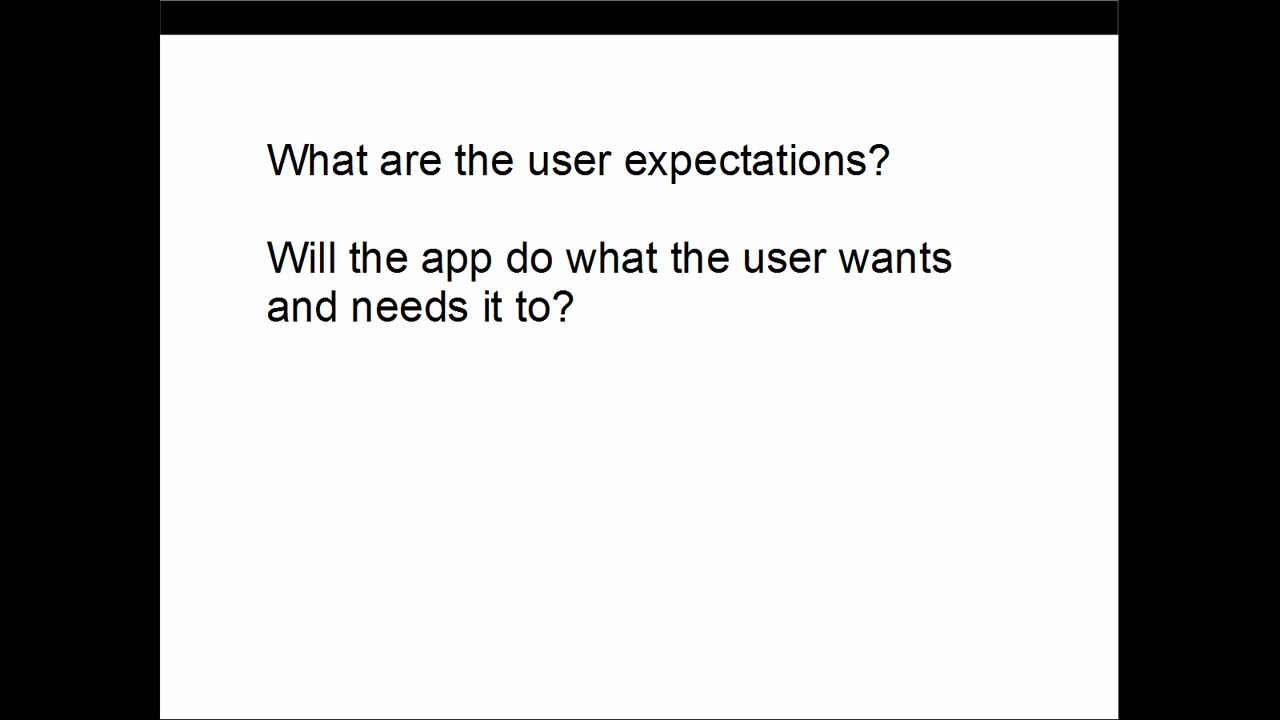 What are the user expectations?
Will the app do what the user wants
and needs it to?